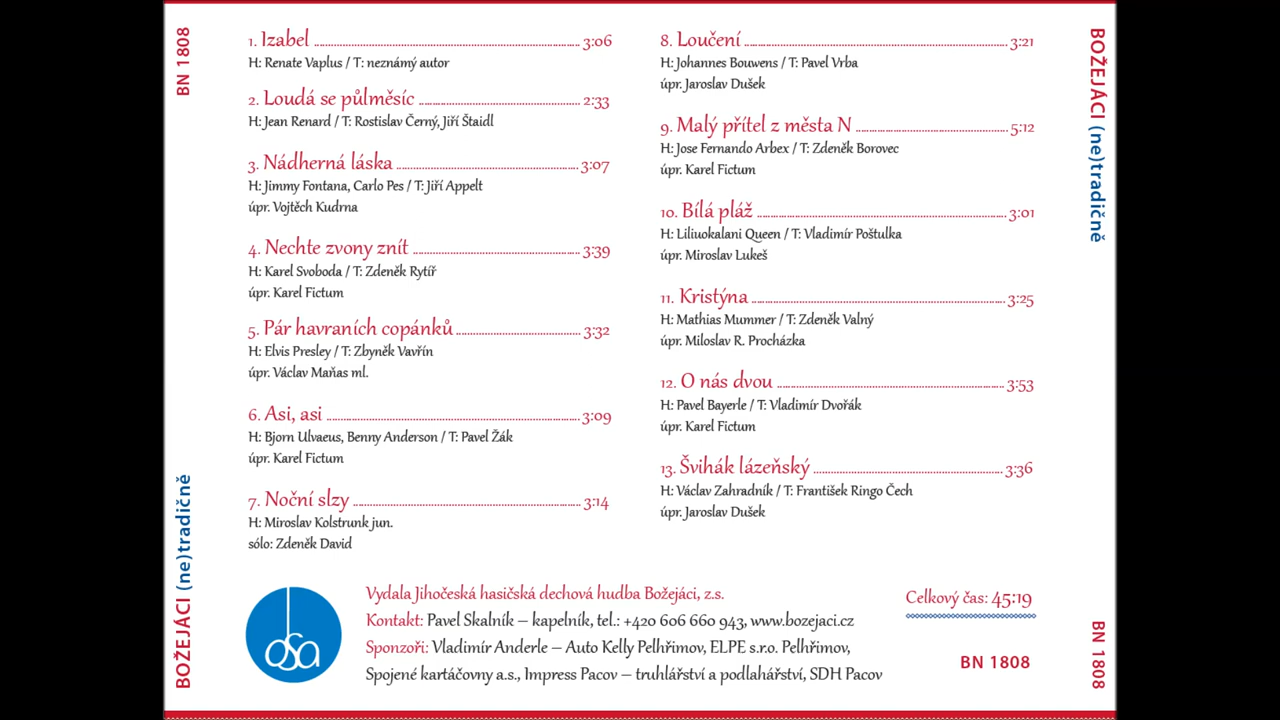 BN 1808
BOŽEJÁCI (ne)tradičně
1. Izabel 3:06
H: Renate Vaplus / T: neznámý autor
2. Loudá se půlměsíc 2:33
H: Jean Renard / T: Rostislav Černý, Jiří Štaidl
3. Nádherná láska 3:07
H: Jimmy Fontana, Carlo Pes / T: Jiří Appelt
úpr. Vojtěch Kudrna
4. Nechte zvony znít 3:39
H: Karel Svoboda / T: Zdeněk Rytíř
úpr. Karel Fictum
5. Pár havraních copánků 3:32
H: Elvis Presley / T: Zbyněk Vavřín
úpr. Václav Maňas ml.
6. Asi, asi 3:09
H: Bjorn Ulvaeus, Benny Anderson / T: Pavel Žák
úpr. Karel Fictum
7. Noční slzy 3:14
H: Miroslav Kolstrunk jun.
sólo: Zdeněk David
8. Loučení 3:21
H: Johannes Bouwens / T: Pavel Vrba
úpr. Jaroslav Dušek
9. Malý přítel z města N 5:12
H: Jose Fernando Arbex / T: Zdeněk Borovec
úpr. Karel Fictum
10. Bílá pláž 3:01
H: Liliuokalani Queen / T: Vladimír Poštulka
úpr. Miroslav Lukeš
11. Kristýna 3:25
H: Mathias Mummer / T: Zdeněk Valný
úpr. Miloslav R. Procházka
12. O nás dvou 3:53
H: Pavel Bayerle / T: Vladimír Dvořák
úpr. Karel Fictum
13. Švihák lázeňský 3:36
H: Václav Zahradník / T: František Ringo Čech
úpr. Jaroslav Dušek
osa
Vydala Jihočeská hasičská dechová hudba Božejáci, z.s.
Kontakt: Pavel Skalník – kapelník, tel.: +420 606 660 943, www.bozejaci.cz
Sponzoři: Vladimír Anderle – Auto Kelly Pelhřimov, ELPE s.r.o. Pelhřimov,
Spojené kartáčovny a.s., Impress Pacov – truhlářství a podlahářství, SDH Pacov
Celkový čas: 45:19
BN 1808
BOŽEJÁCI (ne)tradičně
BN 1808